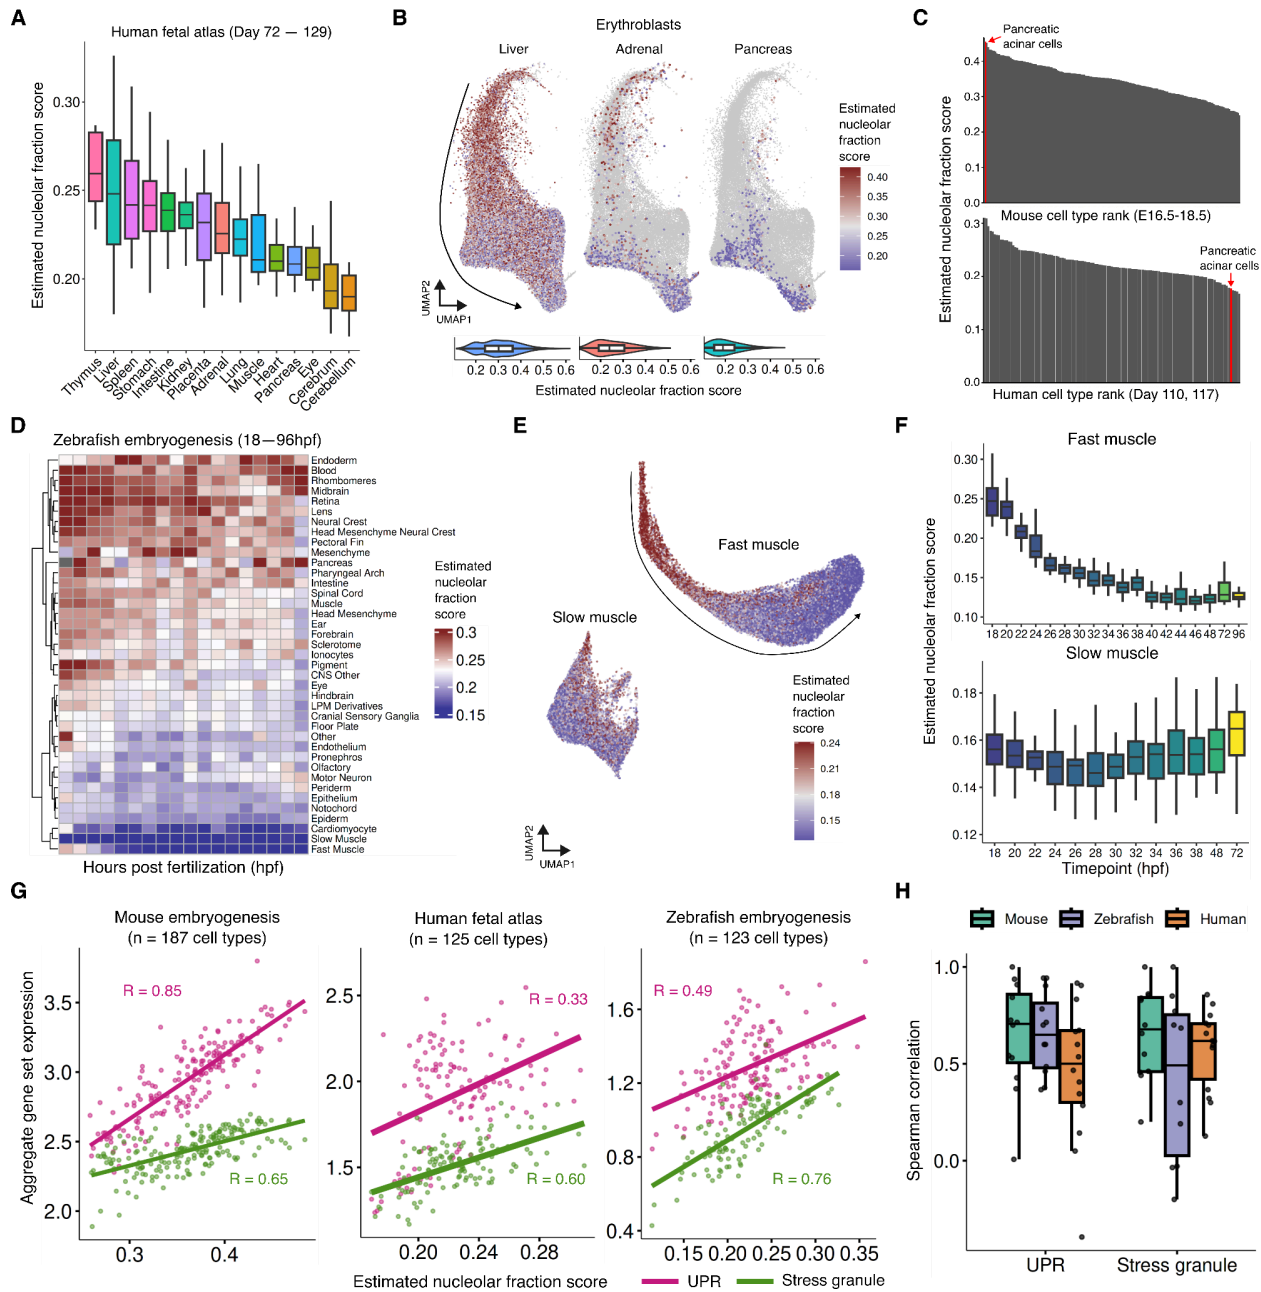 A
Human fetal atlas (Day 72 — 129)
Estimated nucleolar fraction score
0.30
0.25
0.20
Thymus
Liver
Spleen
Stomach
Intestine
Kidney
Placenta
Adrenal
Lung
Muscle
Heart
Pancreas
Eye
Cerebrum
Cerebellum
B
Erythroblasts
Liver
Adrenal
Pancreas
Estimated
nucleolar
fraction
score
0.40
0.35
0.30
0.25
0.20
UMAP2
UMAP1
0.2 0.3 0.4 0.5 0.6
0.2 0.3 0.4 0.5 0.6
0.2 0.3 0.4 0.5 0.6
Estimated nucleolar fraction score
C
Pancreatic
acinar cells
Estimated nucleolar fraction score
0.4
0.3
0.2
0.1
0.0
Mouse cell type rank (E16.5-18.5)
0.3
0.2
0.1
0.0
Pancreatic
acinar cells
Human cell type rank (Day 110, 117)
D
Zebrafish embryogenesis (18—96hpf)
Endoderm
Blood
Rhombomeres
Midbrain
Retina
Lens
Neural Crest
Head Mesenchyme Neural Crest
Pectoral Fin
Mesenchyme
Pancreas
Pharyngeal Arch
Intestine
Spinal Cord
Muscle
Head Mesenchyme
Ear
Forebrain
Sclerotome
Ionocytes
Pigment
CNS Other
Eye
Hindbrain
LPM Derivatives
Cranial Sensory Ganglia
Floor Plate
Other
Endothelium
Pronephros
Olfactory
Motor Neuron
Periderm
Epithelium
Notochord
Epiderm
Cardiomyocyte
Slow Muscle
Fast Muscle
Hours post fertilization (hpf)
Estimated
nucleolar
fraction
score
0.3
0.25
0.2
0.15
E
Fast muscle
Slow muscle
Estimated
nucleolar
fraction
score
0.24
0.21
0.18
0.15
UMAP2
UMAP1
F
Fast muscle
Estimated nucleolar fraction score
0.30
0.25
0.20
0.15
0.10
18 20 22 24 26 28 30 32 34 36 38 40 42 44 46 48 72 96
Slow muscle
0.18
0.16
0.14
0.12
18 20 22 24 26 28 30 32 34 36 38 48 72
Timepoint (hpf)
G
Mouse embryogenesis
(n = 187 cell types)
Aggregate gene set expression
3.5
3.0
2.5
2.0
R = 0.85
R = 0.65
0.3 0.4
Human fetal atlas
(n = 125 cell types)
2.5
2.0
1.5
R = 0.33
R = 0.60
0.20 0.24 0.28
Zebrafish embryogenesis
(n = 123 cell types)
1.6
1.2
0.8
0.4
R = 0.49
R = 0.76
0.15 0.20 0.25 0.30 0.35
Estimated nucleolar fraction score
UPR
Stress granule
H
Mouse
Zebrafish
Human
Spearman correlation
1.0
0.5
0.0
UPR
Stress granule